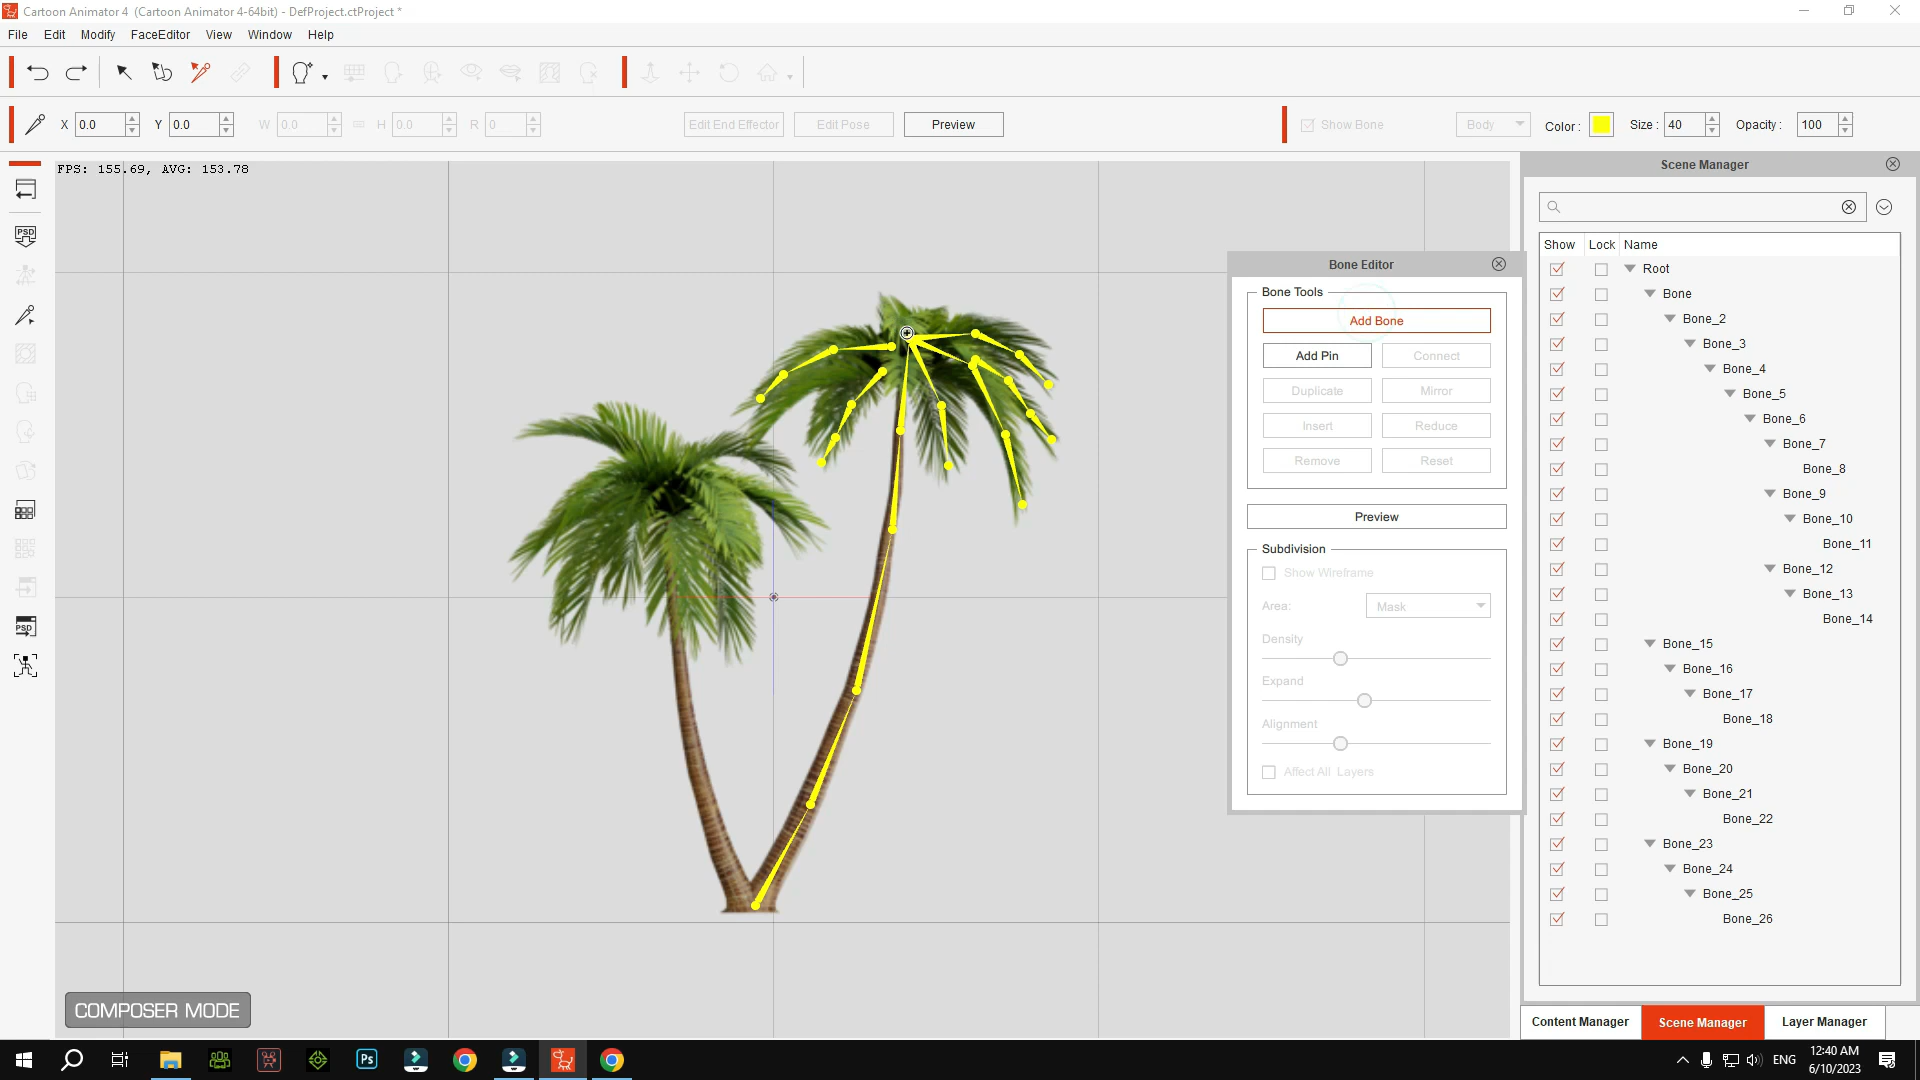 Cartoon Animator 4 (Cartoon Animator 4-64bit) - DefProject.ctProject *
File Edit Modify FaceEditor View Window Help
X 0.0 Y 0.0 W 0.0 H 0.0 R 0 Edit End Effector Edit Pose Preview Show Bone Body Color : Size : 40 Opacity : 100
FPS: 155.69, AVG: 153.78
PSD
PSD
COMPOSER MODE
Bone Editor
Bone Tools
Add Bone
Add Pin Connect
Duplicate Mirror
Insert Reduce
Remove Reset
Preview
Subdivision
Show Wireframe
Area: Mask
Density
Expand
Alignment
Affect All Layers
Scene Manager
Show Lock Name
Root
Bone
Bone_2
Bone_3
Bone_4
Bone_5
Bone_6
Bone_7
Bone_8
Bone_9
Bone_10
Bone_11
Bone_12
Bone_13
Bone_14
Bone_15
Bone_16
Bone_17
Bone_18
Bone_19
Bone_20
Bone_21
Bone_22
Bone_23
Bone_24
Bone_25
Bone_26
Content Manager Scene Manager Layer Manager
Ps
ENG
12:40 AM
6/10/2023